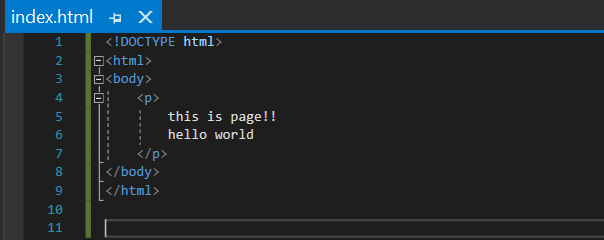 index.html
1 <!DOCTYPE html>
2 <html>
3 <body>
4 <p>
5 this is page!!
6 hello world
7 </p>
8 </body>
9 </html>
10
11